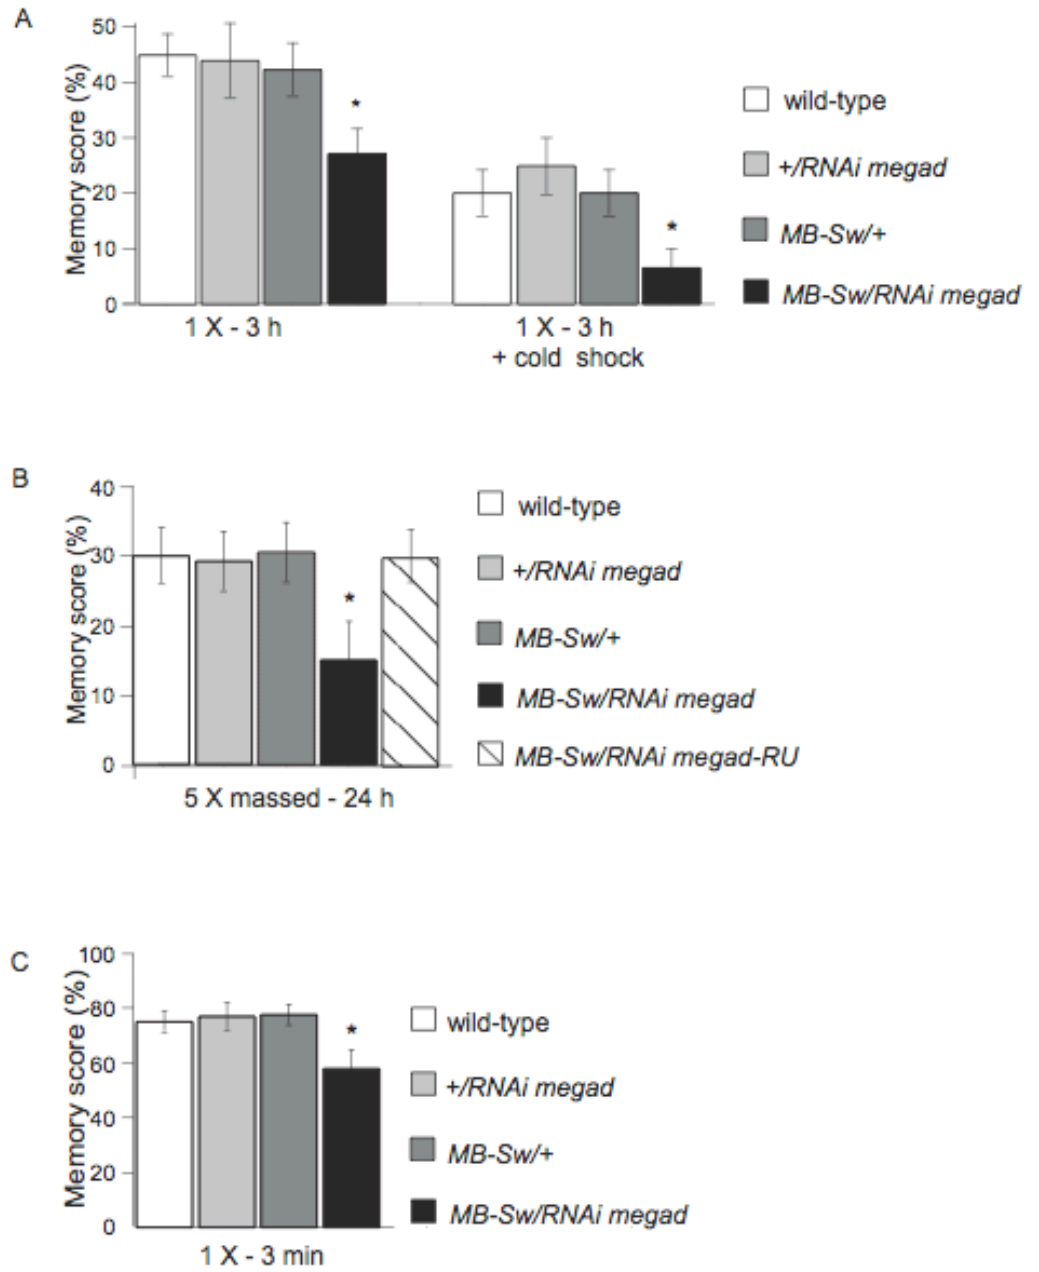 A
Memory score (%)
50
40
30
20
10
0
*
*
1 X - 3 h
1 X - 3 h
+ cold shock
wild-type
+/RNAi megad
MB-Sw/+
MB-Sw/RNAi megad
B
Memory score (%)
40
30
20
10
0
*
5 X massed - 24 h
wild-type
+/RNAi megad
MB-Sw/+
MB-Sw/RNAi megad
MB-Sw/RNAi megad-RU
C
Memory score (%)
100
80
60
40
20
0
*
1 X - 3 min
wild-type
+/RNAi megad
MB-Sw/+
MB-Sw/RNAi megad